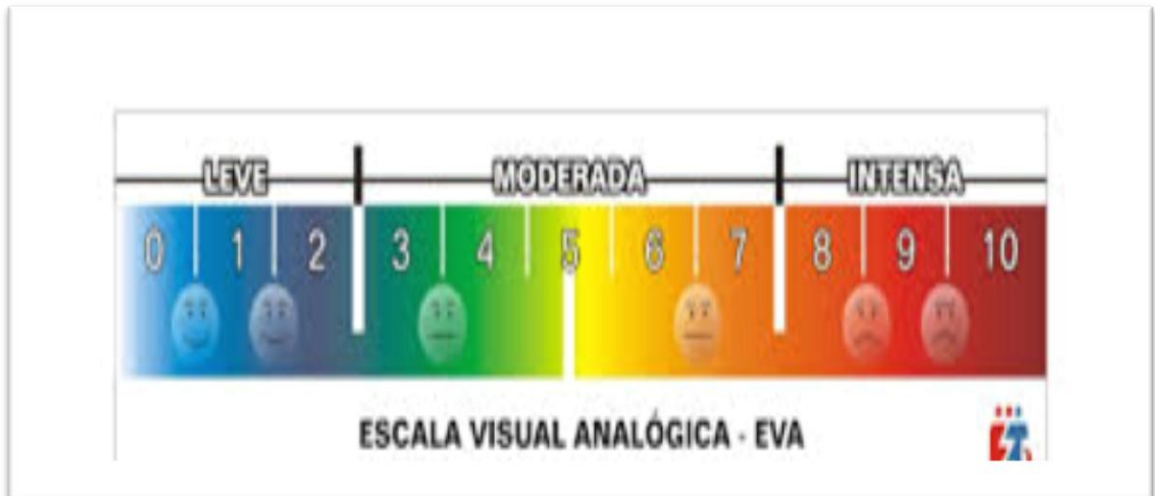 LEVE MODERADA INTENSA
0 1 2 3 4 5 6 7 8 9 10
ESCALA VISUAL ANALÓGICA - EVA